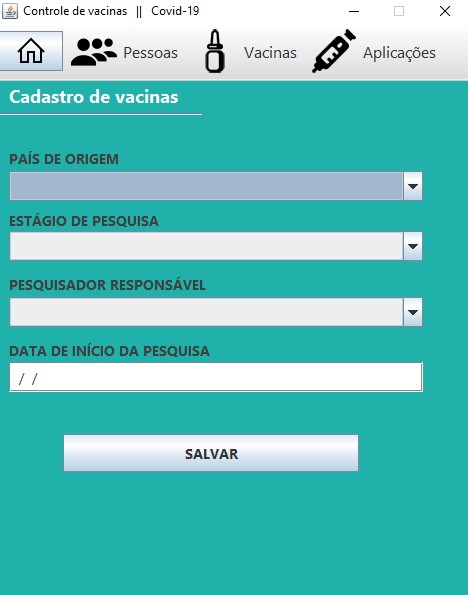 Controle de vacinas || Covid-19
Pessoas Vacinas Aplicações
Cadastro de vacinas
PAÍS DE ORIGEM
ESTÁGIO DE PESQUISA
PESQUISADOR RESPONSÁVEL
DATA DE INÍCIO DA PESQUISA
/ /
SALVAR